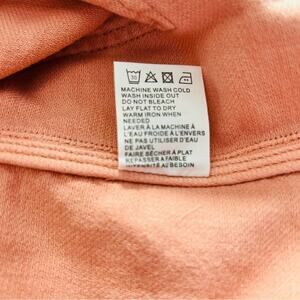 30
MACHINE WASH COLD
WASH INSIDE OUT
DO NOT BLEACH
LAY FLAT TO DRY
WARM IRON WHEN
NEEDED
LAVER À LA MACHINE À
L'EAU FROIDE À L'ENVERS
NE PAS UTILISER D'EAU
DE JAVEL
FAIRE SÉCHER À PLAT
REPASSER A FAIBLE
INTENSITÉ AU BESOIN